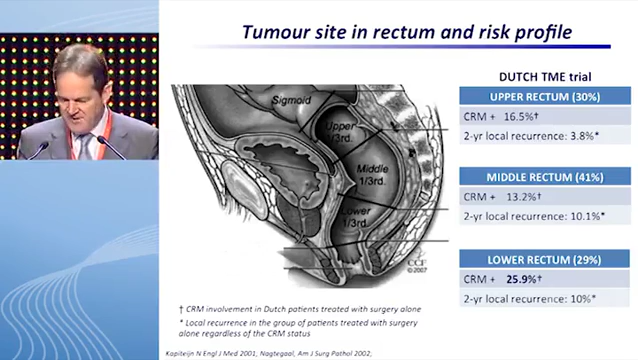 Tumour site in rectum and risk profile
DUTCH TME trial
UPPER RECTUM (30%)
CRM + 16.5%†
2-yr local recurrence: 3.8%*
MIDDLE RECTUM (41%)
CRM + 13.2%†
2-yr local recurrence: 10.1%*
LOWER RECTUM (29%)
CRM + 25.9%†
2-yr local recurrence: 10%*
Sigmoid
Upper
1/3rd.
Middle
1/3rd.
Lower
1/3rd.
CCF
©2007
† CRM involvement in Dutch patients treated with surgery alone
* Local recurrence in the group of patients treated with surgery
alone regardless of the CRM status
Kapiteijn N Engl J Med 2001, Nagtegaal, Am J Surg Pathol 2002;